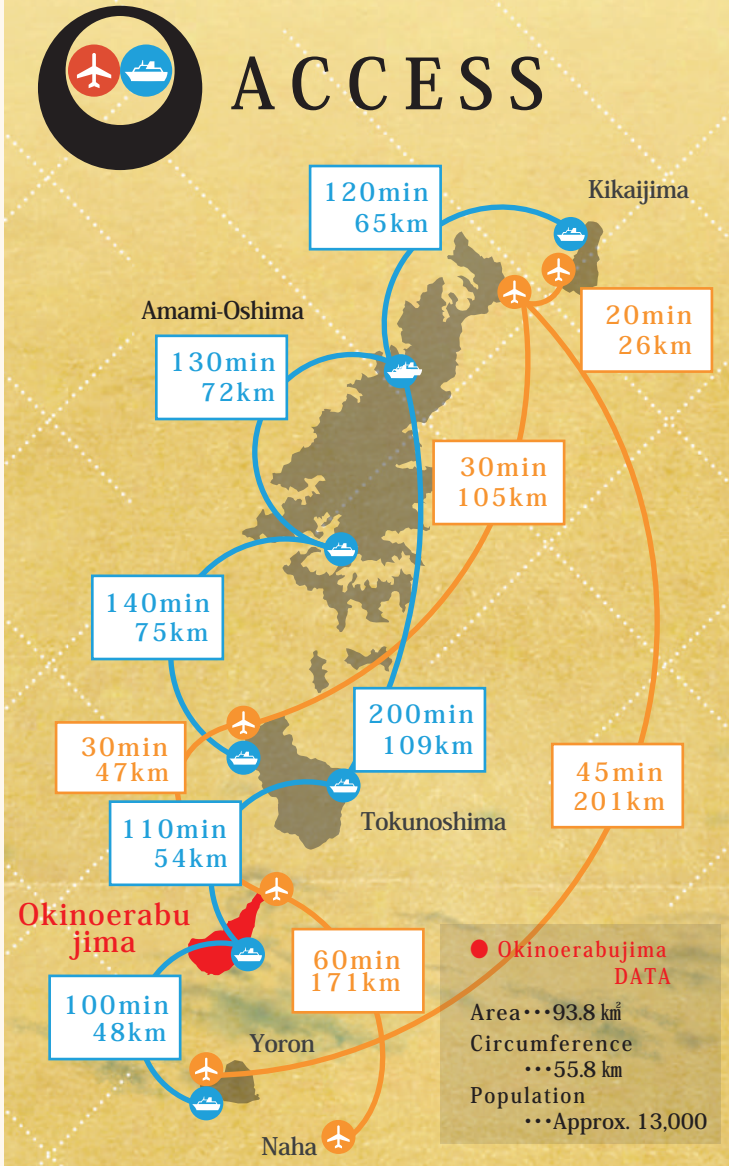 ACCESS
120min
65km
Kikaijima
Amami-Oshima
20min
26km
130min
72km
30min
105km
140min
75km
200min
109km
30min
47km
45min
201km
Tokunoshima
110min
54km
Okinoerabu
jima
60min
171km
100min
48km
Yoron
Naha
Okinoerabujima
DATA
Area･･･93.8 ㎢
Circumference
･･･55.8 ㎞
Population
･･･Approx. 13,000